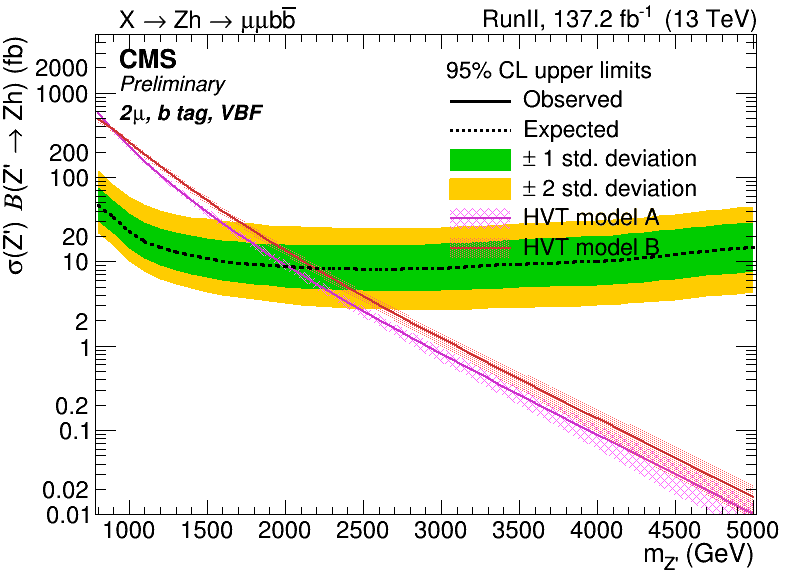 X → Zh → μμbb̅
RunII, 137.2 fb⁻¹ (13 TeV)
CMS
Preliminary
2μ, b tag, VBF
95% CL upper limits
Observed
Expected
± 1 std. deviation
± 2 std. deviation
HVT model A
HVT model B
σ(Z') B(Z' → Zh) (fb)
2000
1000
200
100
20
10
2
1
0.2
0.1
0.02
0.01
1000 1500 2000 2500 3000 3500 4000 4500 5000
m_Z' (GeV)